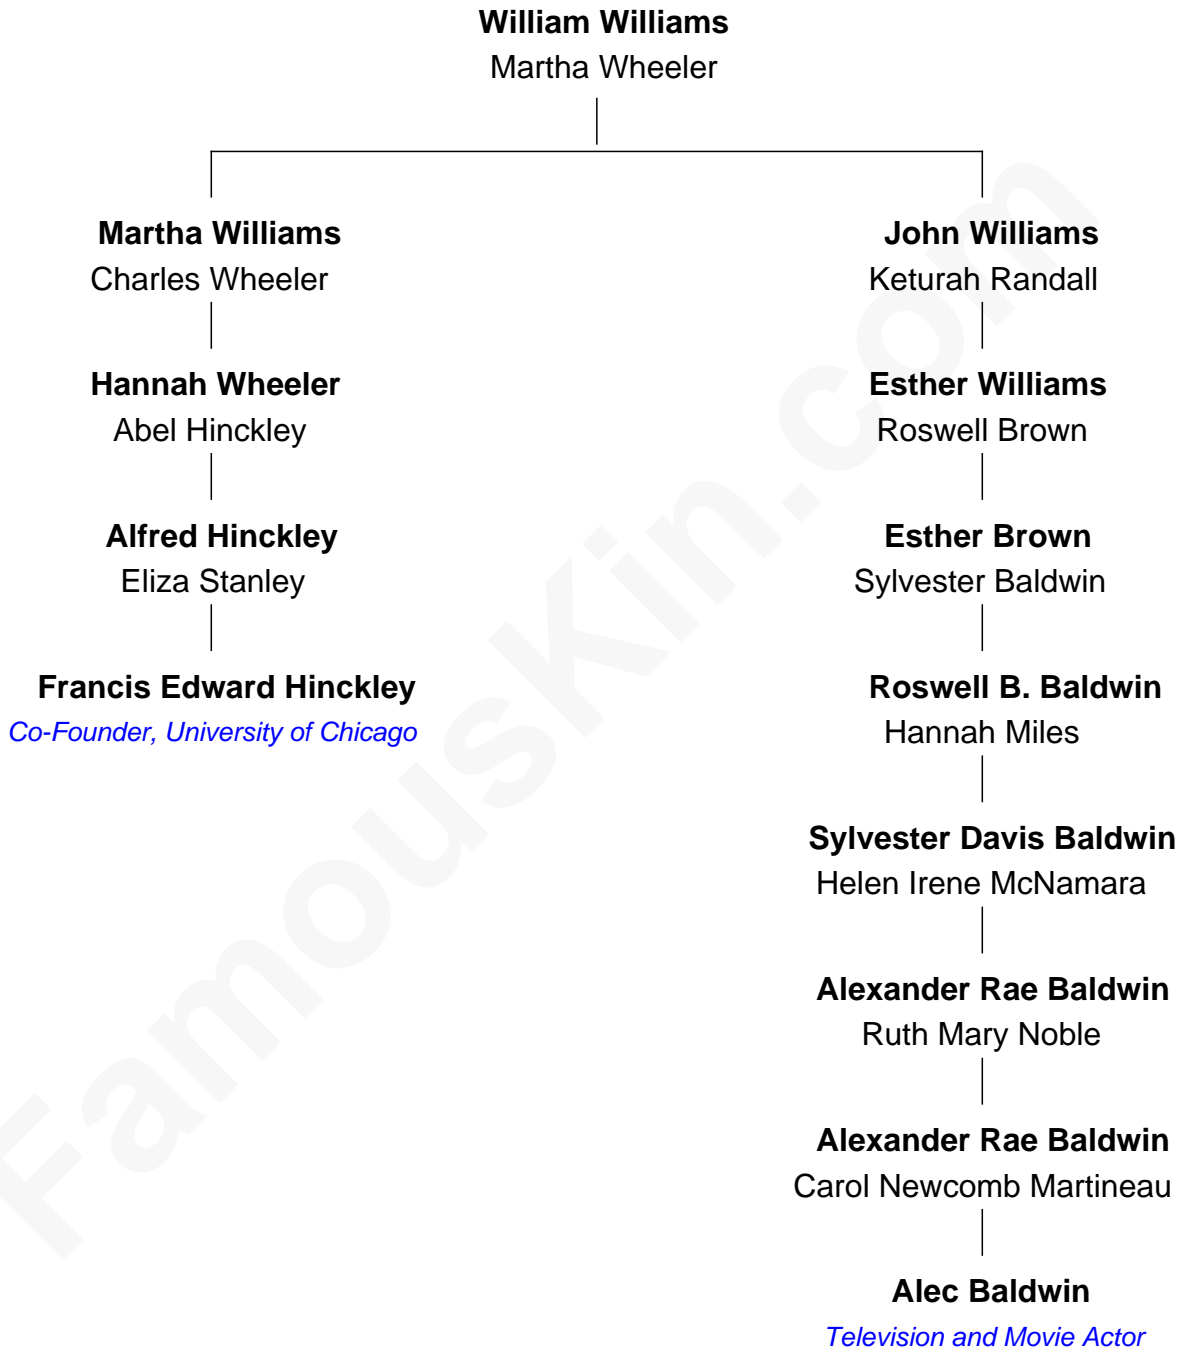 William Williams
Martha Wheeler
Martha Williams
Charles Wheeler
Hannah Wheeler
Abel Hinckley
Alfred Hinckley
Eliza Stanley
Francis Edward Hinckley
Co-Founder, University of Chicago
John Williams
Keturah Randall
Esther Williams
Roswell Brown
Esther Brown
Sylvester Baldwin
Roswell B. Baldwin
Hannah Miles
Sylvester Davis Baldwin
Helen Irene McNamara
Alexander Rae Baldwin
Ruth Mary Noble
Alexander Rae Baldwin
Carol Newcomb Martineau
Alec Baldwin
Television and Movie Actor
FamousKin.com